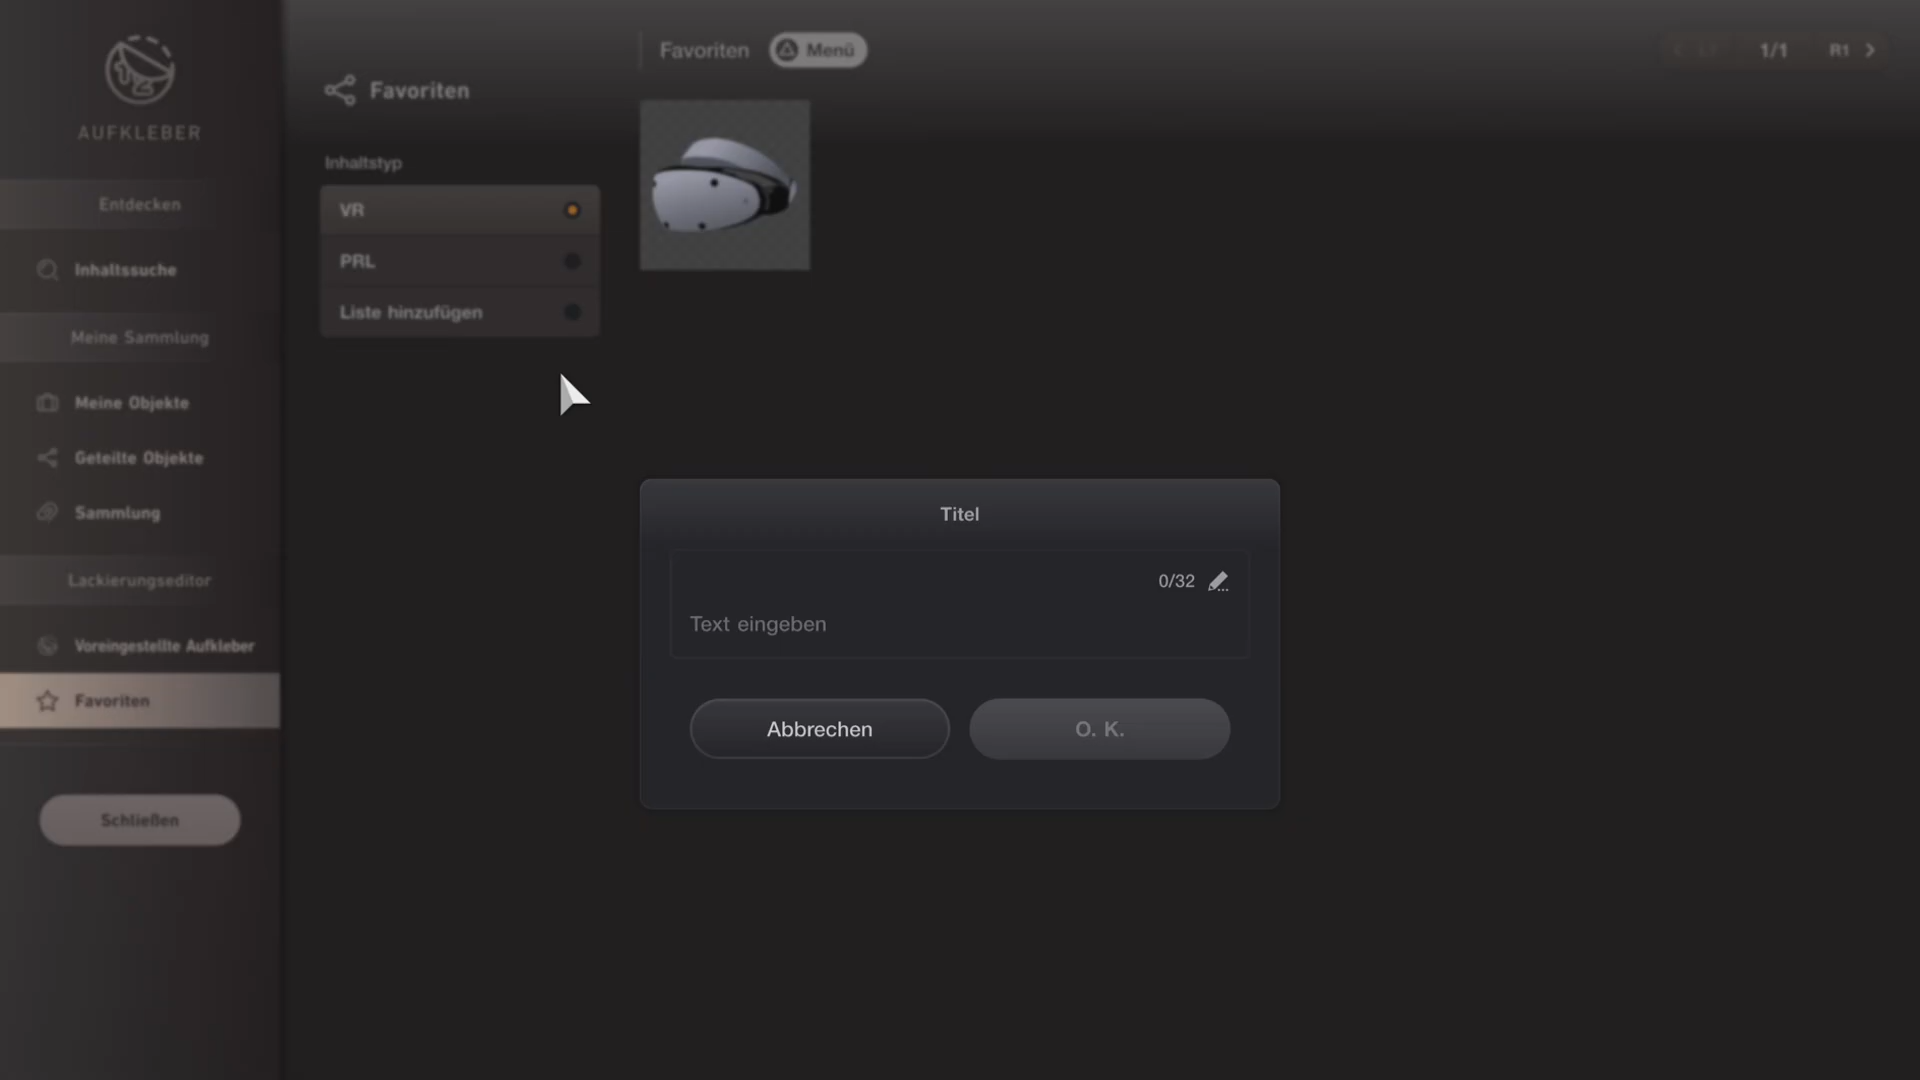 AUFKLEBER
Entdecken
Inhaltssuche
Meine Sammlung
Meine Objekte
Geteilte Objekte
Sammlung
Lackierungseditor
Voreingestellte Aufkleber
Favoriten
Schließen
Favoriten
Inhaltstyp
VR
PRL
Liste hinzufügen
Favoriten Menü
1/1 R1
Titel
0/32
Text eingeben
Abbrechen
O. K.